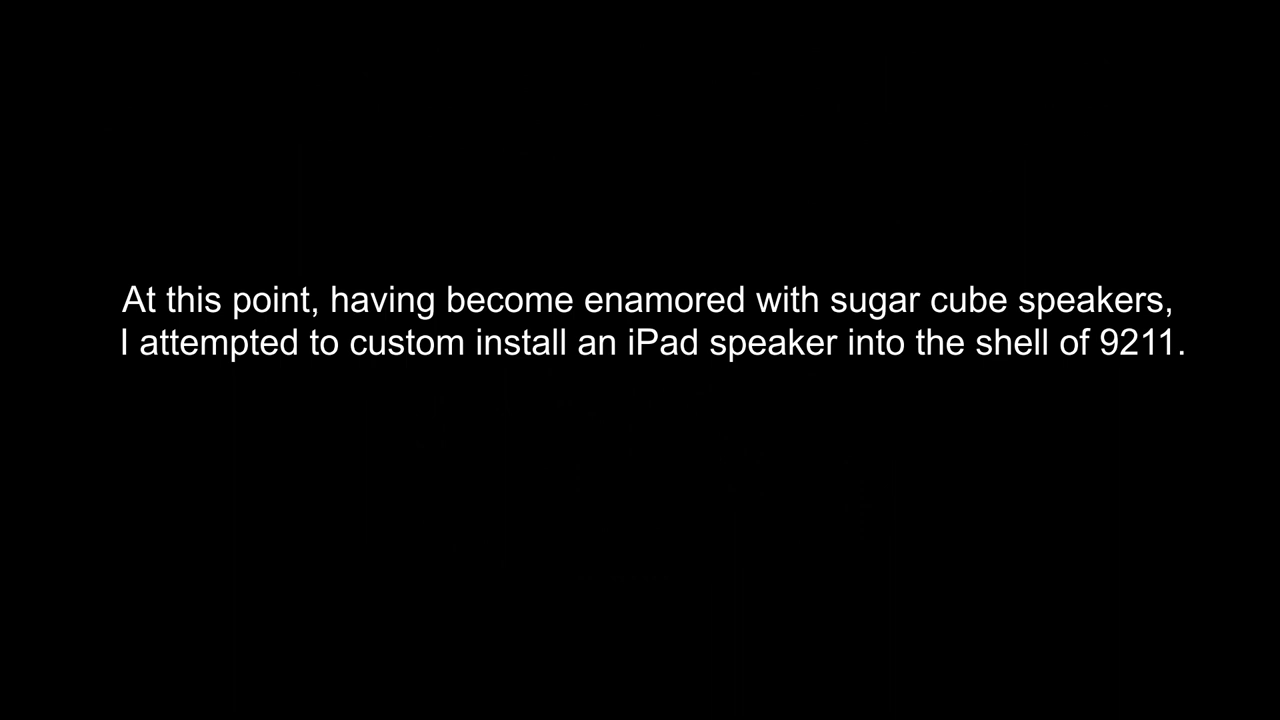 At this point, having become enamored with sugar cube speakers,
I attempted to custom install an iPad speaker into the shell of 9211.